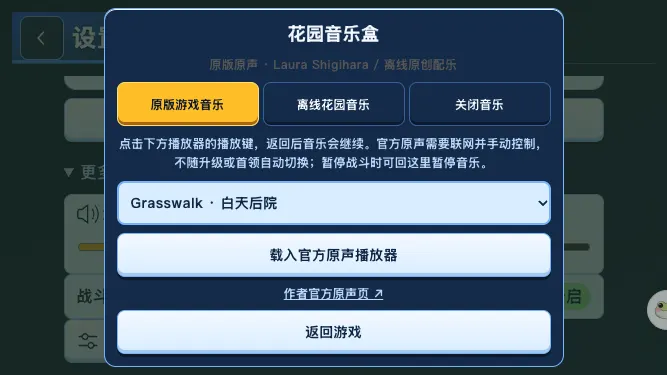 设
花园音乐盒
原版原声 · Laura Shigihara / 离线原创配乐
原版游戏音乐
离线花园音乐
关闭音乐
点击下方播放器的播放键，返回后音乐会继续。官方原声需要联网并手动控制，
不随升级或首领自动切换；暂停战斗时可回这里暂停音乐。
▼ 更
Grasswalk · 白天后院
载入官方原声播放器
战斗
启
作者官方原声页 ↗
返回游戏